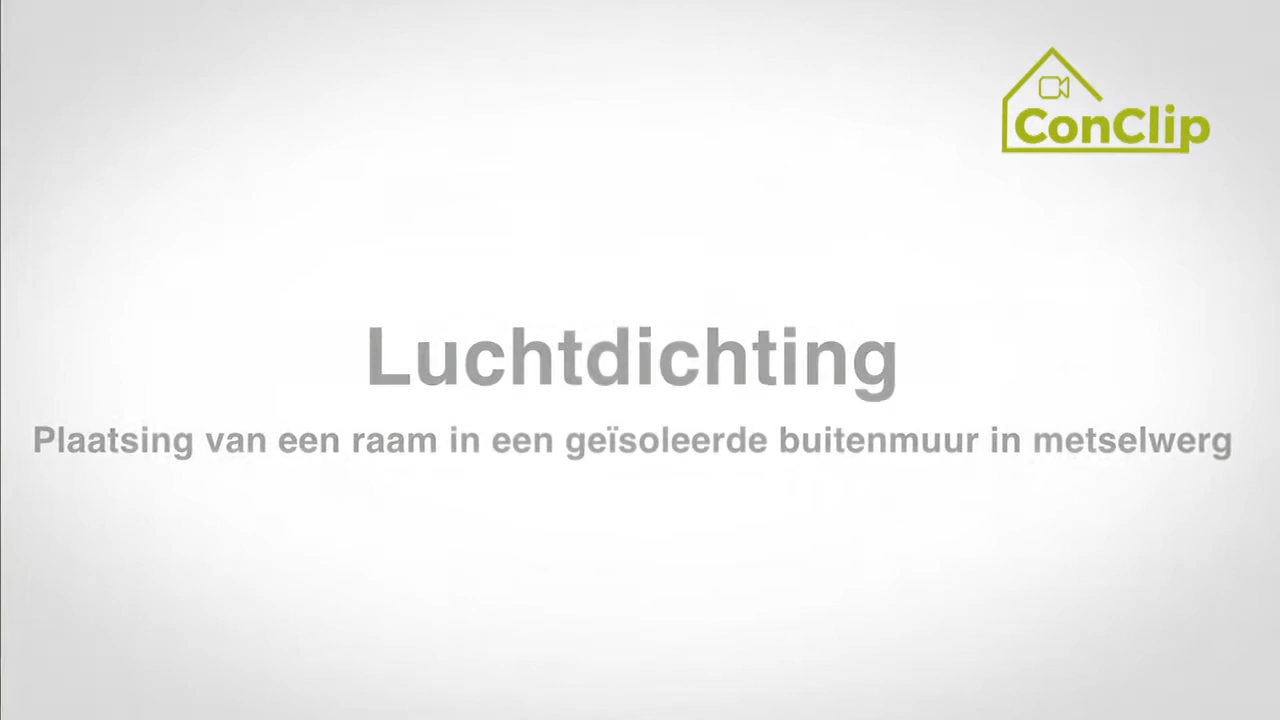 ConClip
Luchtdichting
Plaatsing van een raam in een geïsoleerde buitenmuur in metselwerg